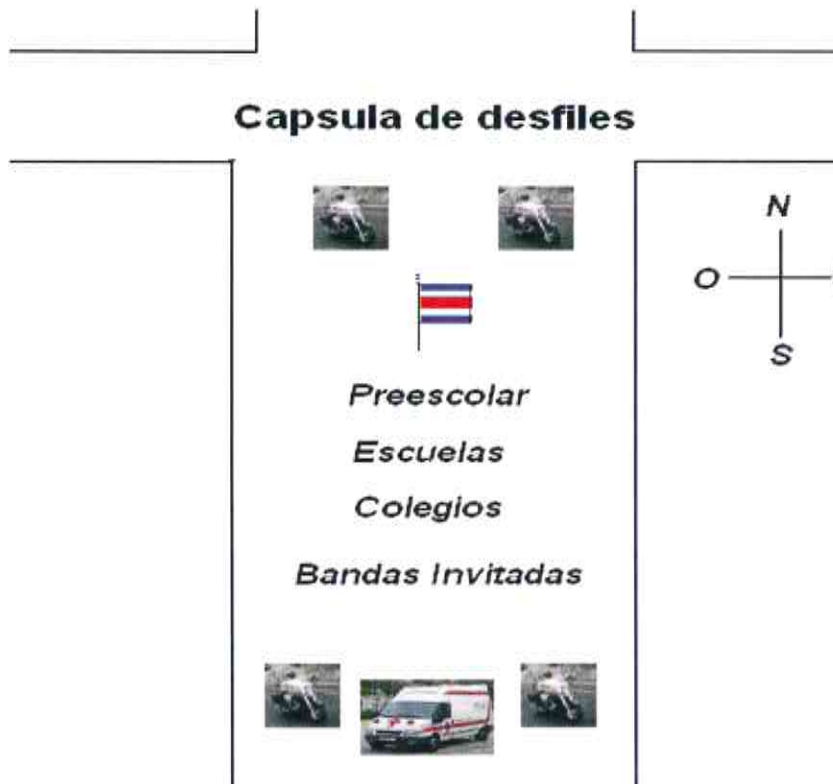 Capsula de desfiles
N
O
S
Preescolar
Escuelas
Colegios
Bandas Invitadas